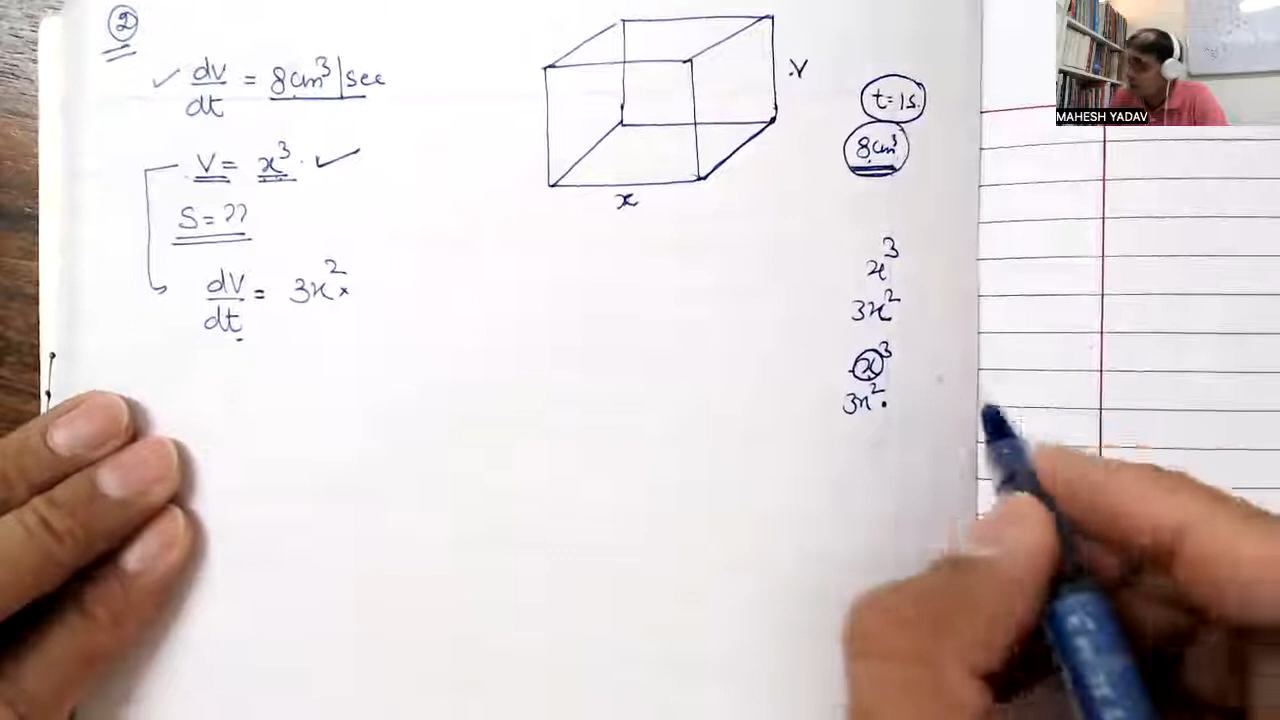 ②
✓ dv/dt = 8cm³|sec
V = x³. ✓
S = ??
dv/dt = 3x² ×
x
.V
t=1s.
8cm³
x³
3x²
x³
3x².
MAHESH YADAV